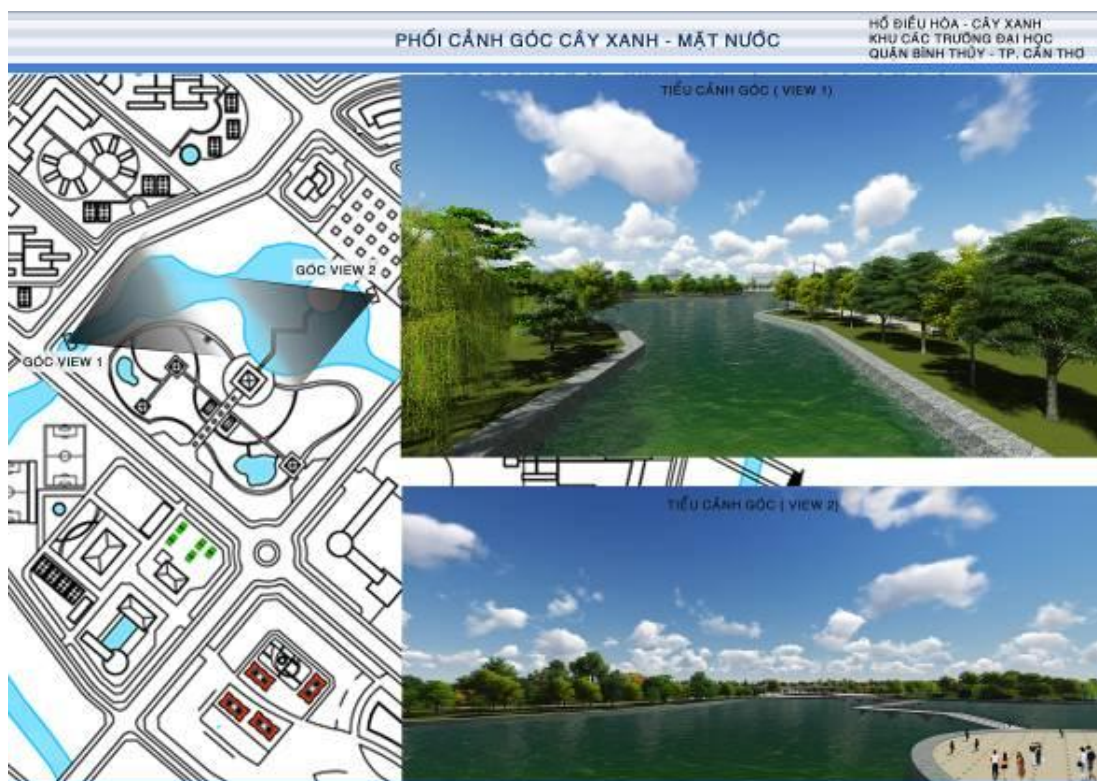 PHỐI CẢNH GÓC CÂY XANH - MẶT NƯỚC
HỒ ĐIỀU HÒA - CÂY XANH
KHU CÁC TRƯỜNG ĐẠI HỌC
QUẬN BÌNH THỦY - TP. CẦN THƠ
TIỂU CẢNH GÓC ( VIEW 1)
GÓC VIEW 2
GÓC VIEW 1
TIỂU CẢNH GÓC ( VIEW 2)